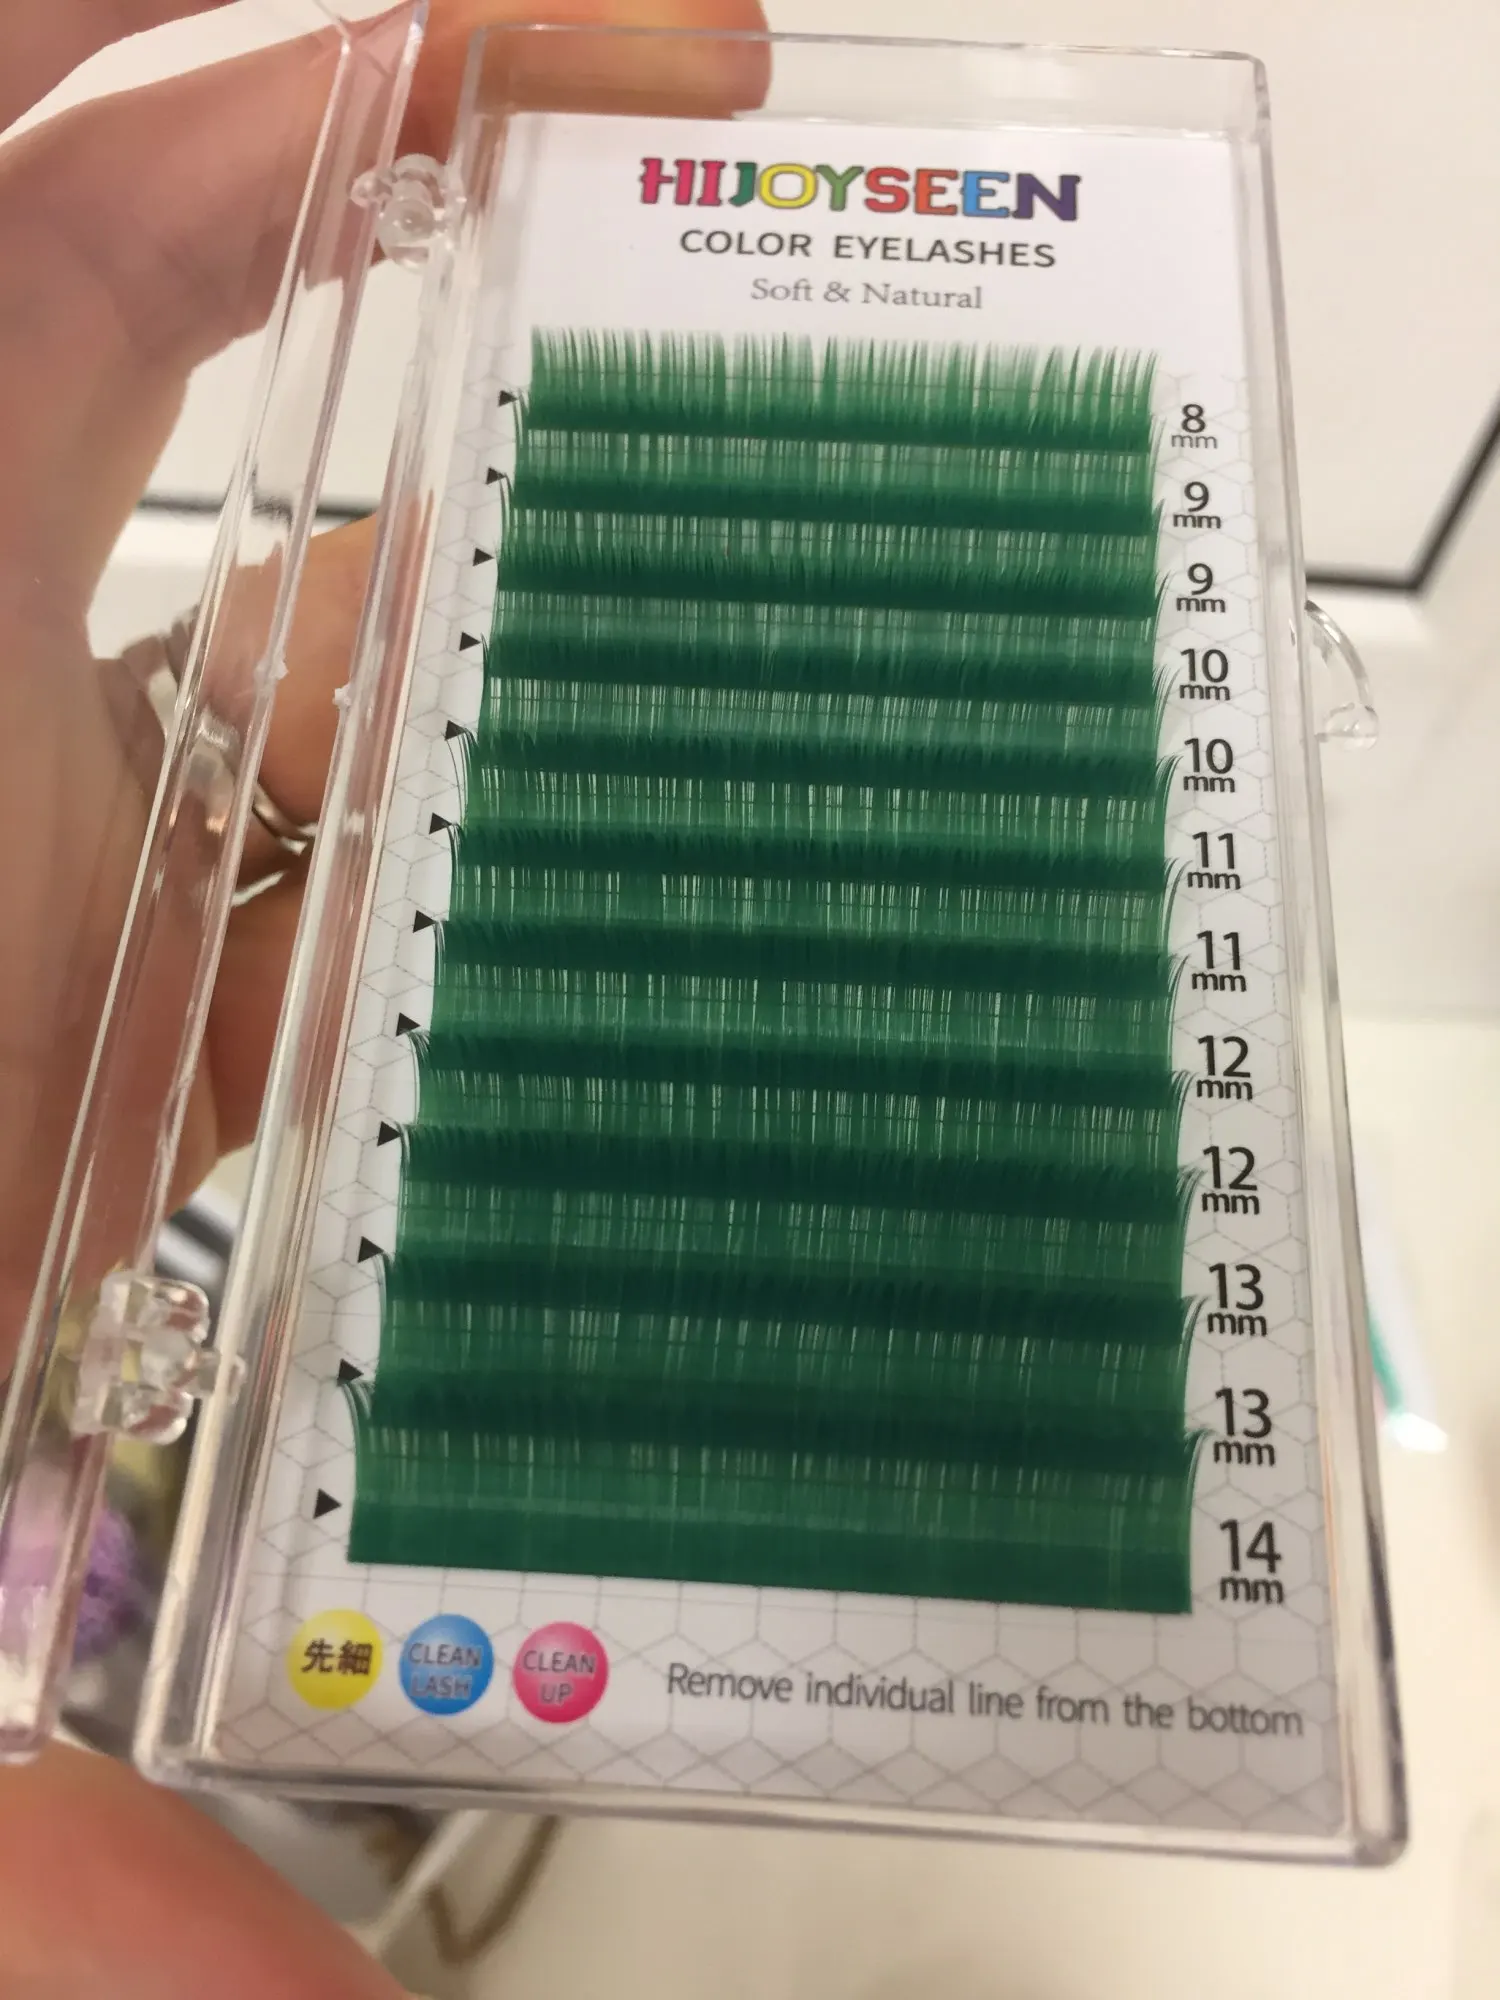 HIJOYSEEN
COLOR EYELASHES
Soft & Natural
8
mm
9
mm
9
mm
10
mm
10
mm
11
mm
11
mm
12
mm
12
mm
13
mm
13
mm
14
mm
先細
CLEAN
LASH
CLEAN
UP
Remove individual line from the bottom